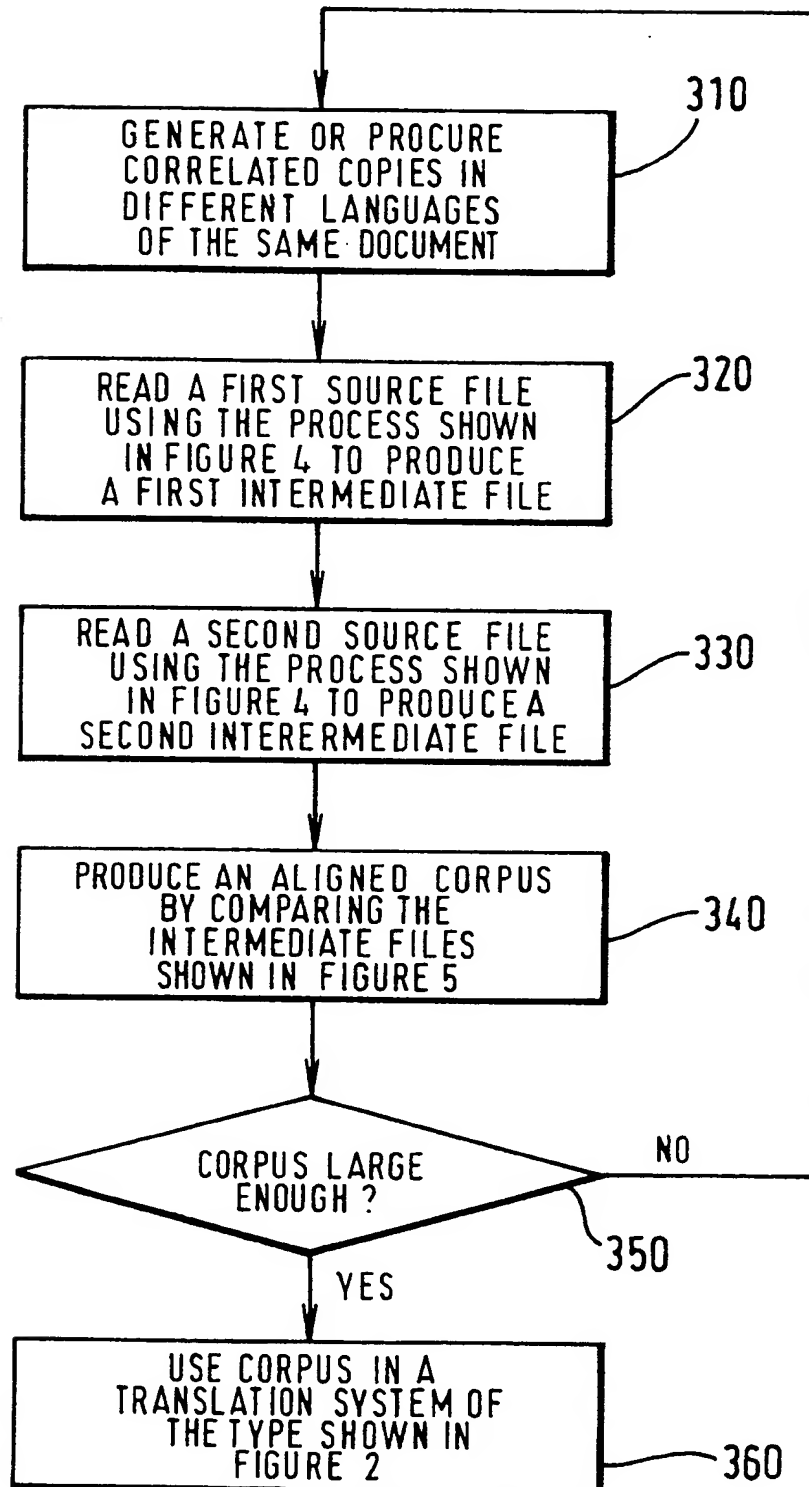 310
GENERATE OR PROCURE
CORRELATED COPIES IN
DIFFERENT LANGUAGES
OF THE SAME DOCUMENT
320
READ A FIRST SOURCE FILE
USING THE PROCESS SHOWN
IN FIGURE 4 TO PRODUCE
A FIRST INTERMEDIATE FILE
330
READ A SECOND SOURCE FILE
USING THE PROCESS SHOWN
IN FIGURE 4 TO PRODUCE A
SECOND INTERERMEDIATE FILE
340
PRODUCE AN ALIGNED CORPUS
BY COMPARING THE
INTERMEDIATE FILES
SHOWN IN FIGURE 5
CORPUS LARGE
ENOUGH ?
NO
350
YES
USE CORPUS IN A
TRANSLATION SYSTEM OF
THE TYPE SHOWN IN
FIGURE 2
360